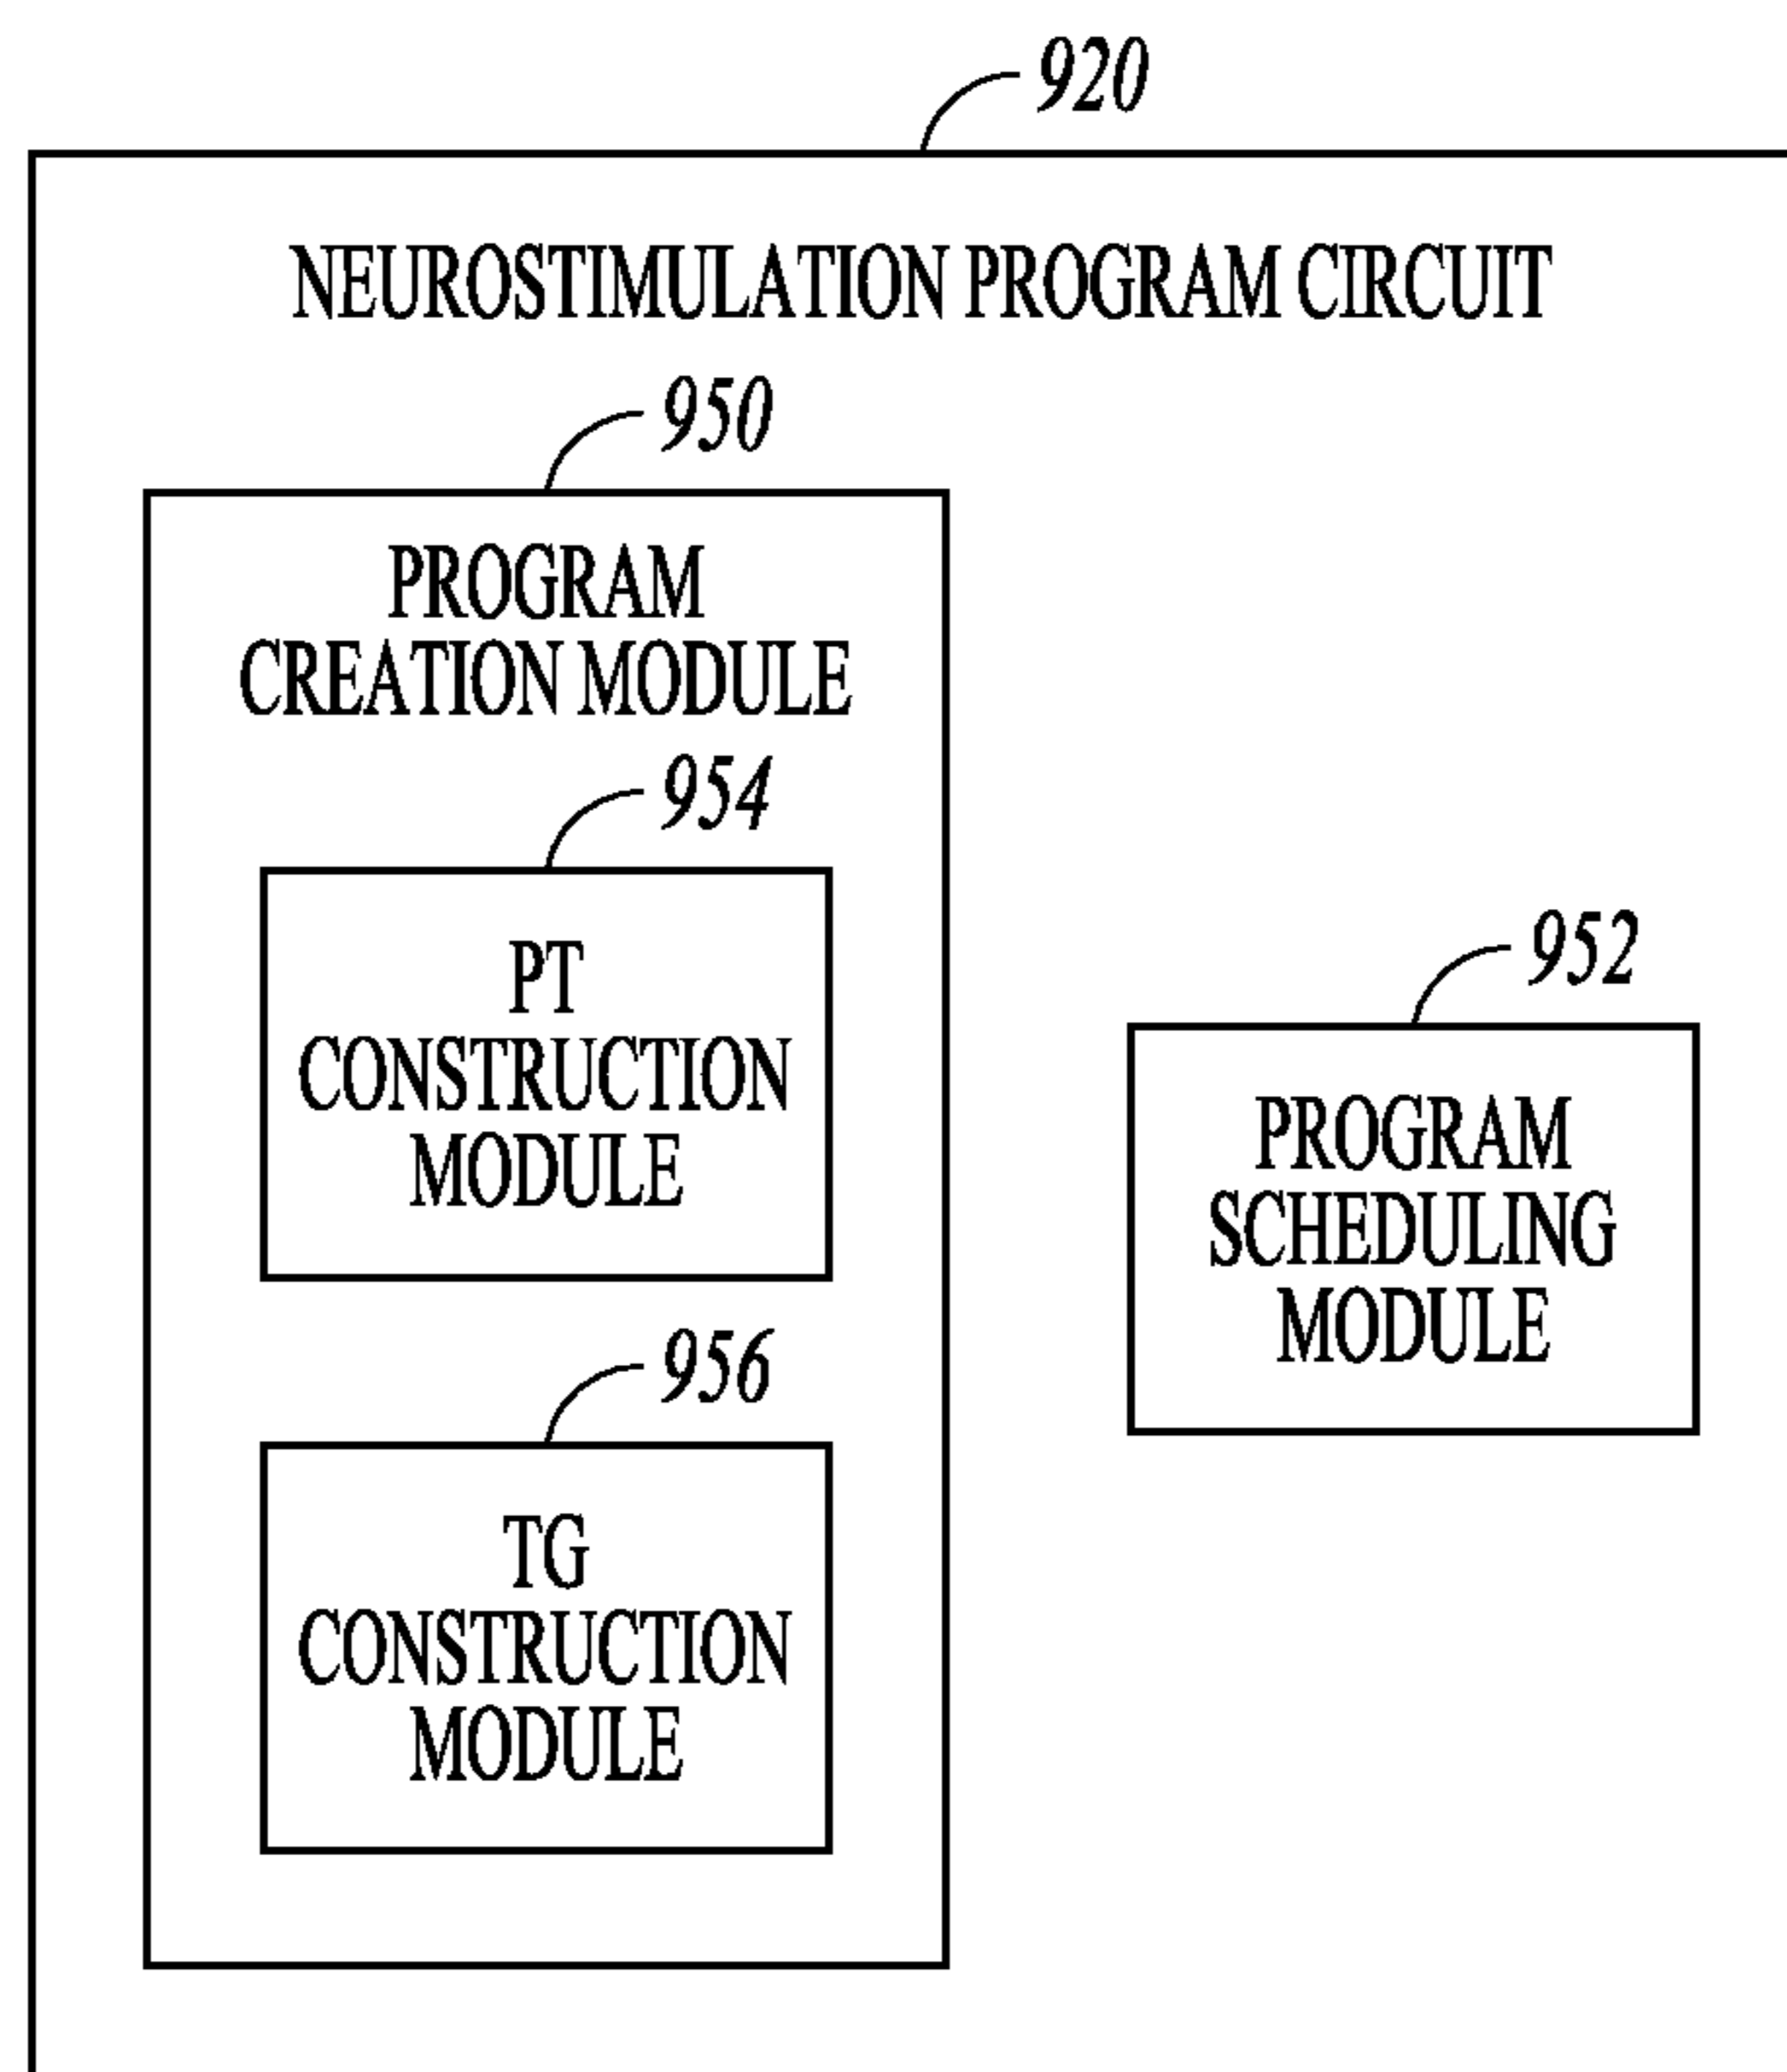 920
NEUROSTIMULATION PROGRAM CIRCUIT
950
PROGRAM
CREATION MODULE
954
PT
CONSTRUCTION
MODULE
956
TG
CONSTRUCTION
MODULE
952
PROGRAM
SCHEDULING
MODULE